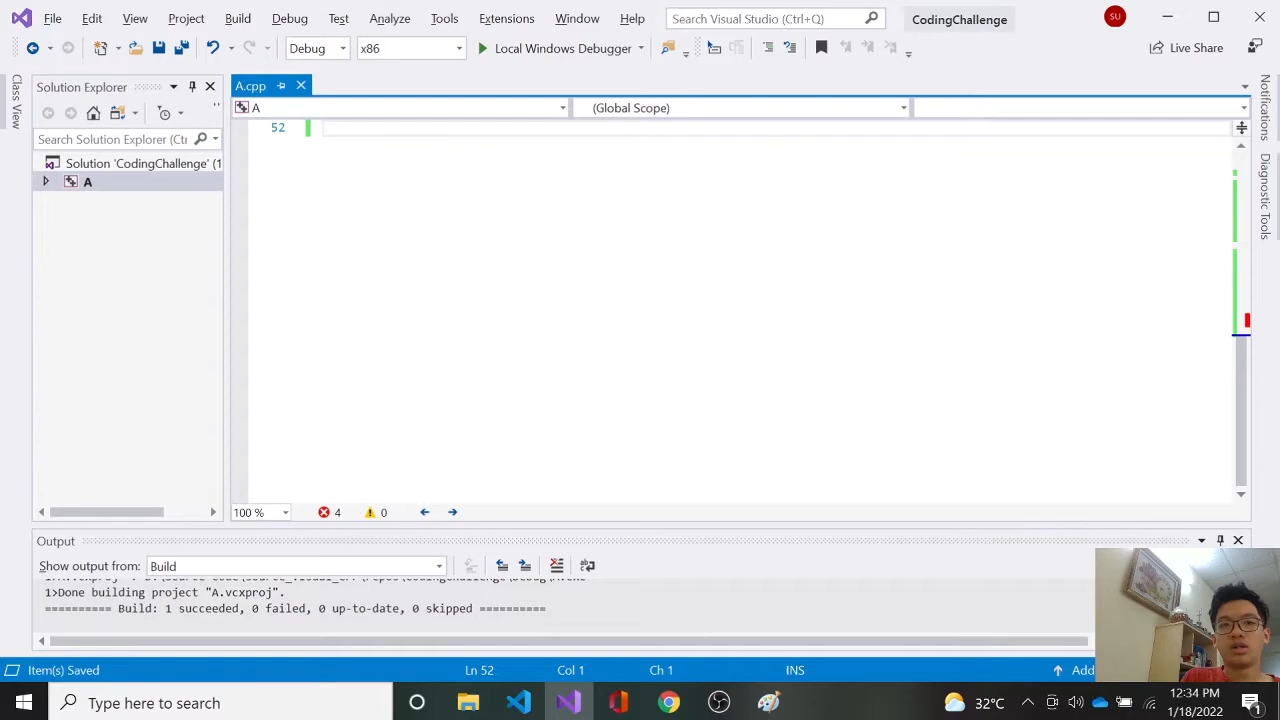 File Edit View Project Build Debug Test Analyze Tools Extensions Window Help Search Visual Studio (Ctrl+Q) CodingChallenge SU
Debug x86 Local Windows Debugger Live Share
Class View
Solution Explorer
Search Solution Explorer (Ctr
Solution 'CodingChallenge' (1
A
A.cpp
A (Global Scope)
52
100 % 4 0
Notifications
Diagnostic Tools
Output
Show output from: Build
1>Done building project "A.vcxproj".
========== Build: 1 succeeded, 0 failed, 0 up-to-date, 0 skipped ==========
Item(s) Saved Ln 52 Col 1 Ch 1 INS Add
Type here to search 32°C 12:34 PM
1/18/2022 1